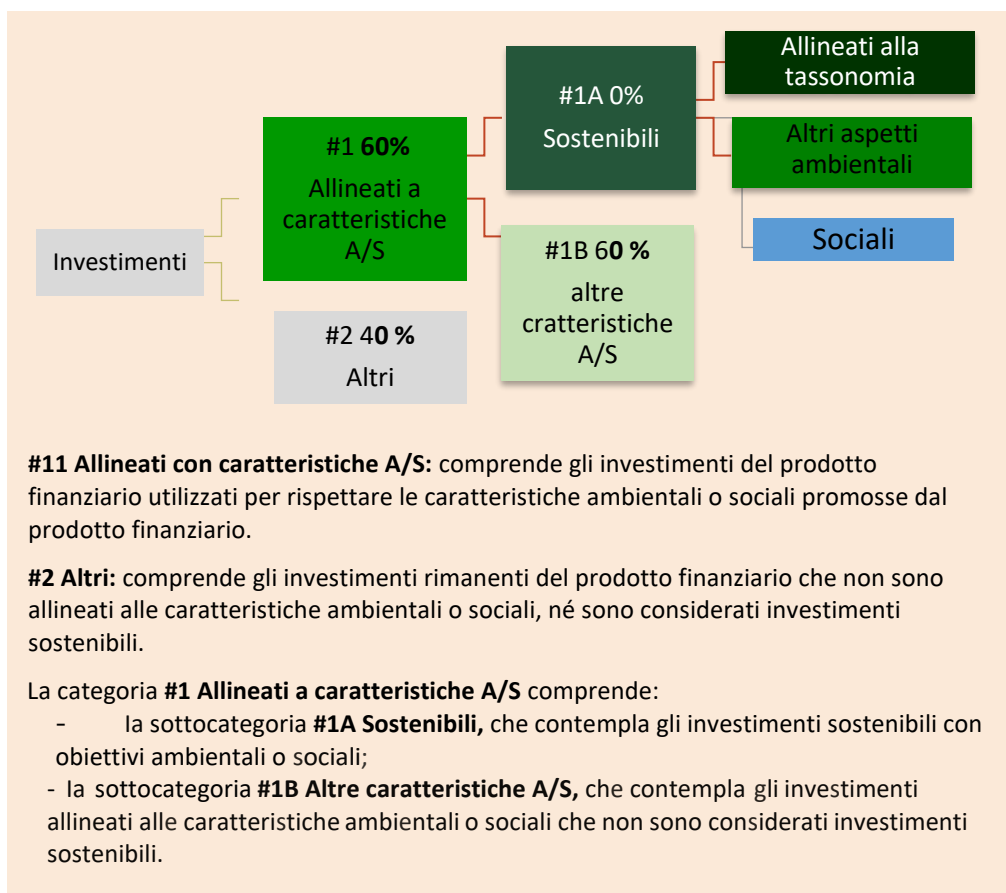 Allineati alla
tassonomia
#1A 0%
Sostenibili
#1 60%
Allineati a
caratteristiche
A/S
Altri aspetti
ambientali
Sociali
Investimenti
#1B 60 %
altre
cratteristiche
A/S
#2 40 %
Altri
#11 Allineati con caratteristiche A/S: comprende gli investimenti del prodotto
finanziario utilizzati per rispettare le caratteristiche ambientali o sociali promosse dal
prodotto finanziario.
#2 Altri: comprende gli investimenti rimanenti del prodotto finanziario che non sono
allineati alle caratteristiche ambientali o sociali, né sono considerati investimenti
sostenibili.
La categoria #1 Allineati a caratteristiche A/S comprende:
- la sottocategoria #1A Sostenibili, che contempla gli investimenti sostenibili con
obiettivi ambientali o sociali;
- la sottocategoria #1B Altre caratteristiche A/S, che contempla gli investimenti
allineati alle caratteristiche ambientali o sociali che non sono considerati investimenti
sostenibili.